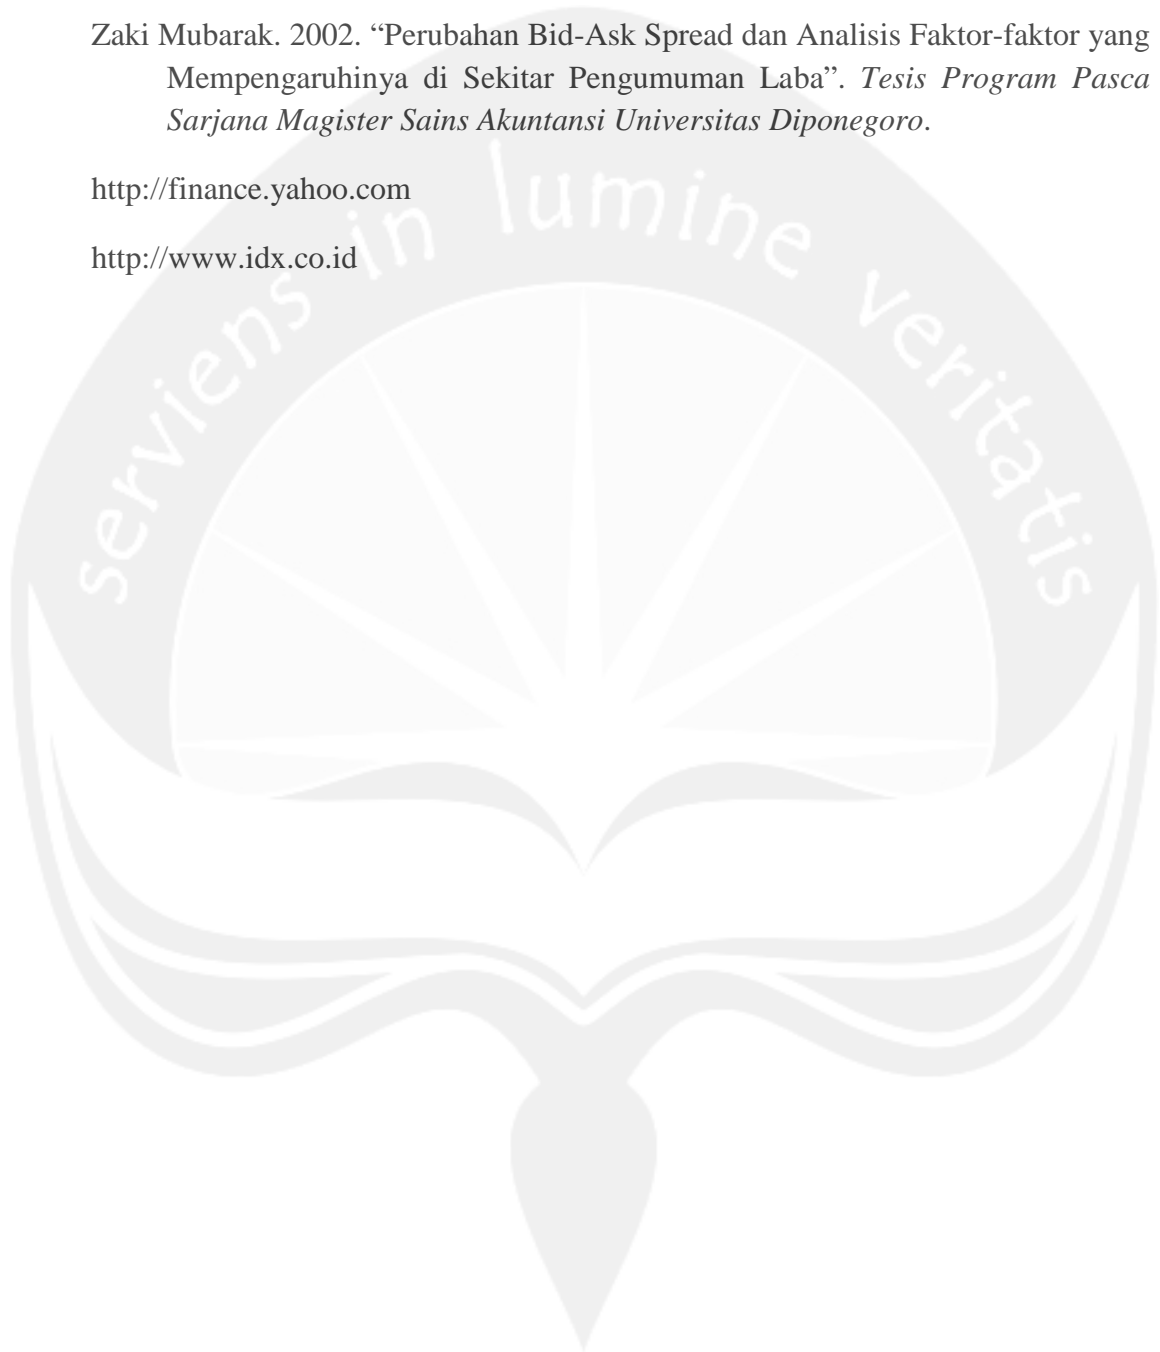 Zaki Mubarak. 2002. “Perubahan Bid-Ask Spread dan Analisis Faktor-faktor yang
Mempengaruhinya di Sekitar Pengumuman Laba”. Tesis Program Pasca
Sarjana Magister Sains Akuntansi Universitas Diponegoro.
http://finance.yahoo.com
http://www.idx.co.id
serviens in lumine veritatis